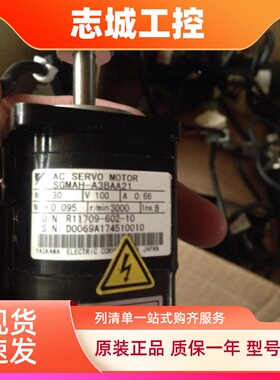 志城工控
AC SERVO MOTOR
SGMAH-A3BAA21
W 30 V 100 A 0.66
N·m 0.095 r/min 3000 Ins. B
O/N R11709-602-10
S/N D0069A174510010
YASKAWA ELECTRIC CORPORATION JAPAN
现货
当天
速发
列清单一站式购齐服务
原装正品 质保一年 型号